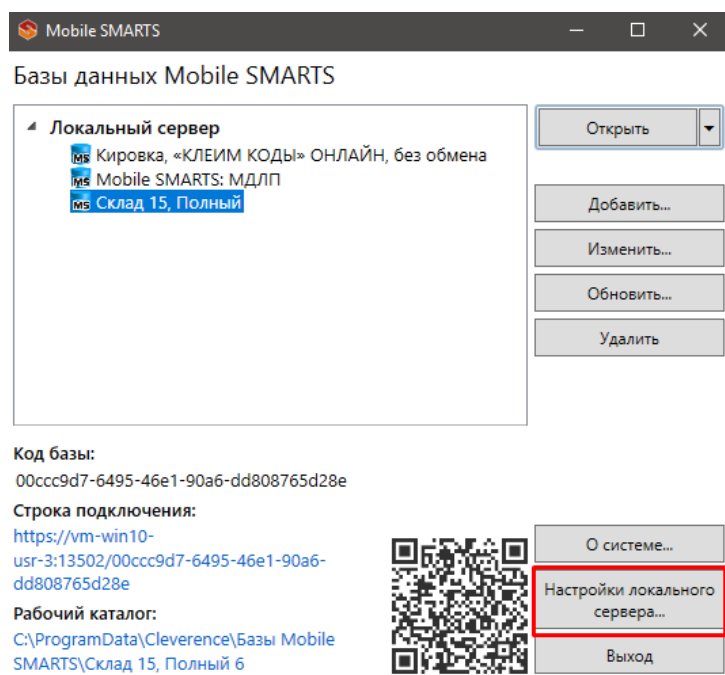 Mobile SMARTS
Базы данных Mobile SMARTS
Локальный сервер
Кировка, «КЛЕИМ КОДЫ» ОНЛАЙН, без обмена
Mobile SMARTS: МДЛП
Склад 15, Полный
Открыть
Добавить...
Изменить...
Обновить...
Удалить
Код базы:
00ccc9d7-6495-46e1-90a6-dd808765d28e
Строка подключения:
https://vm-win10-
usr-3:13502/00ccc9d7-6495-46e1-90a6-
dd808765d28e
Рабочий каталог:
C:\ProgramData\Cleverence\Базы Mobile
SMARTS\Склад 15, Полный 6
О системе...
Настройки локального
сервера...
Выход